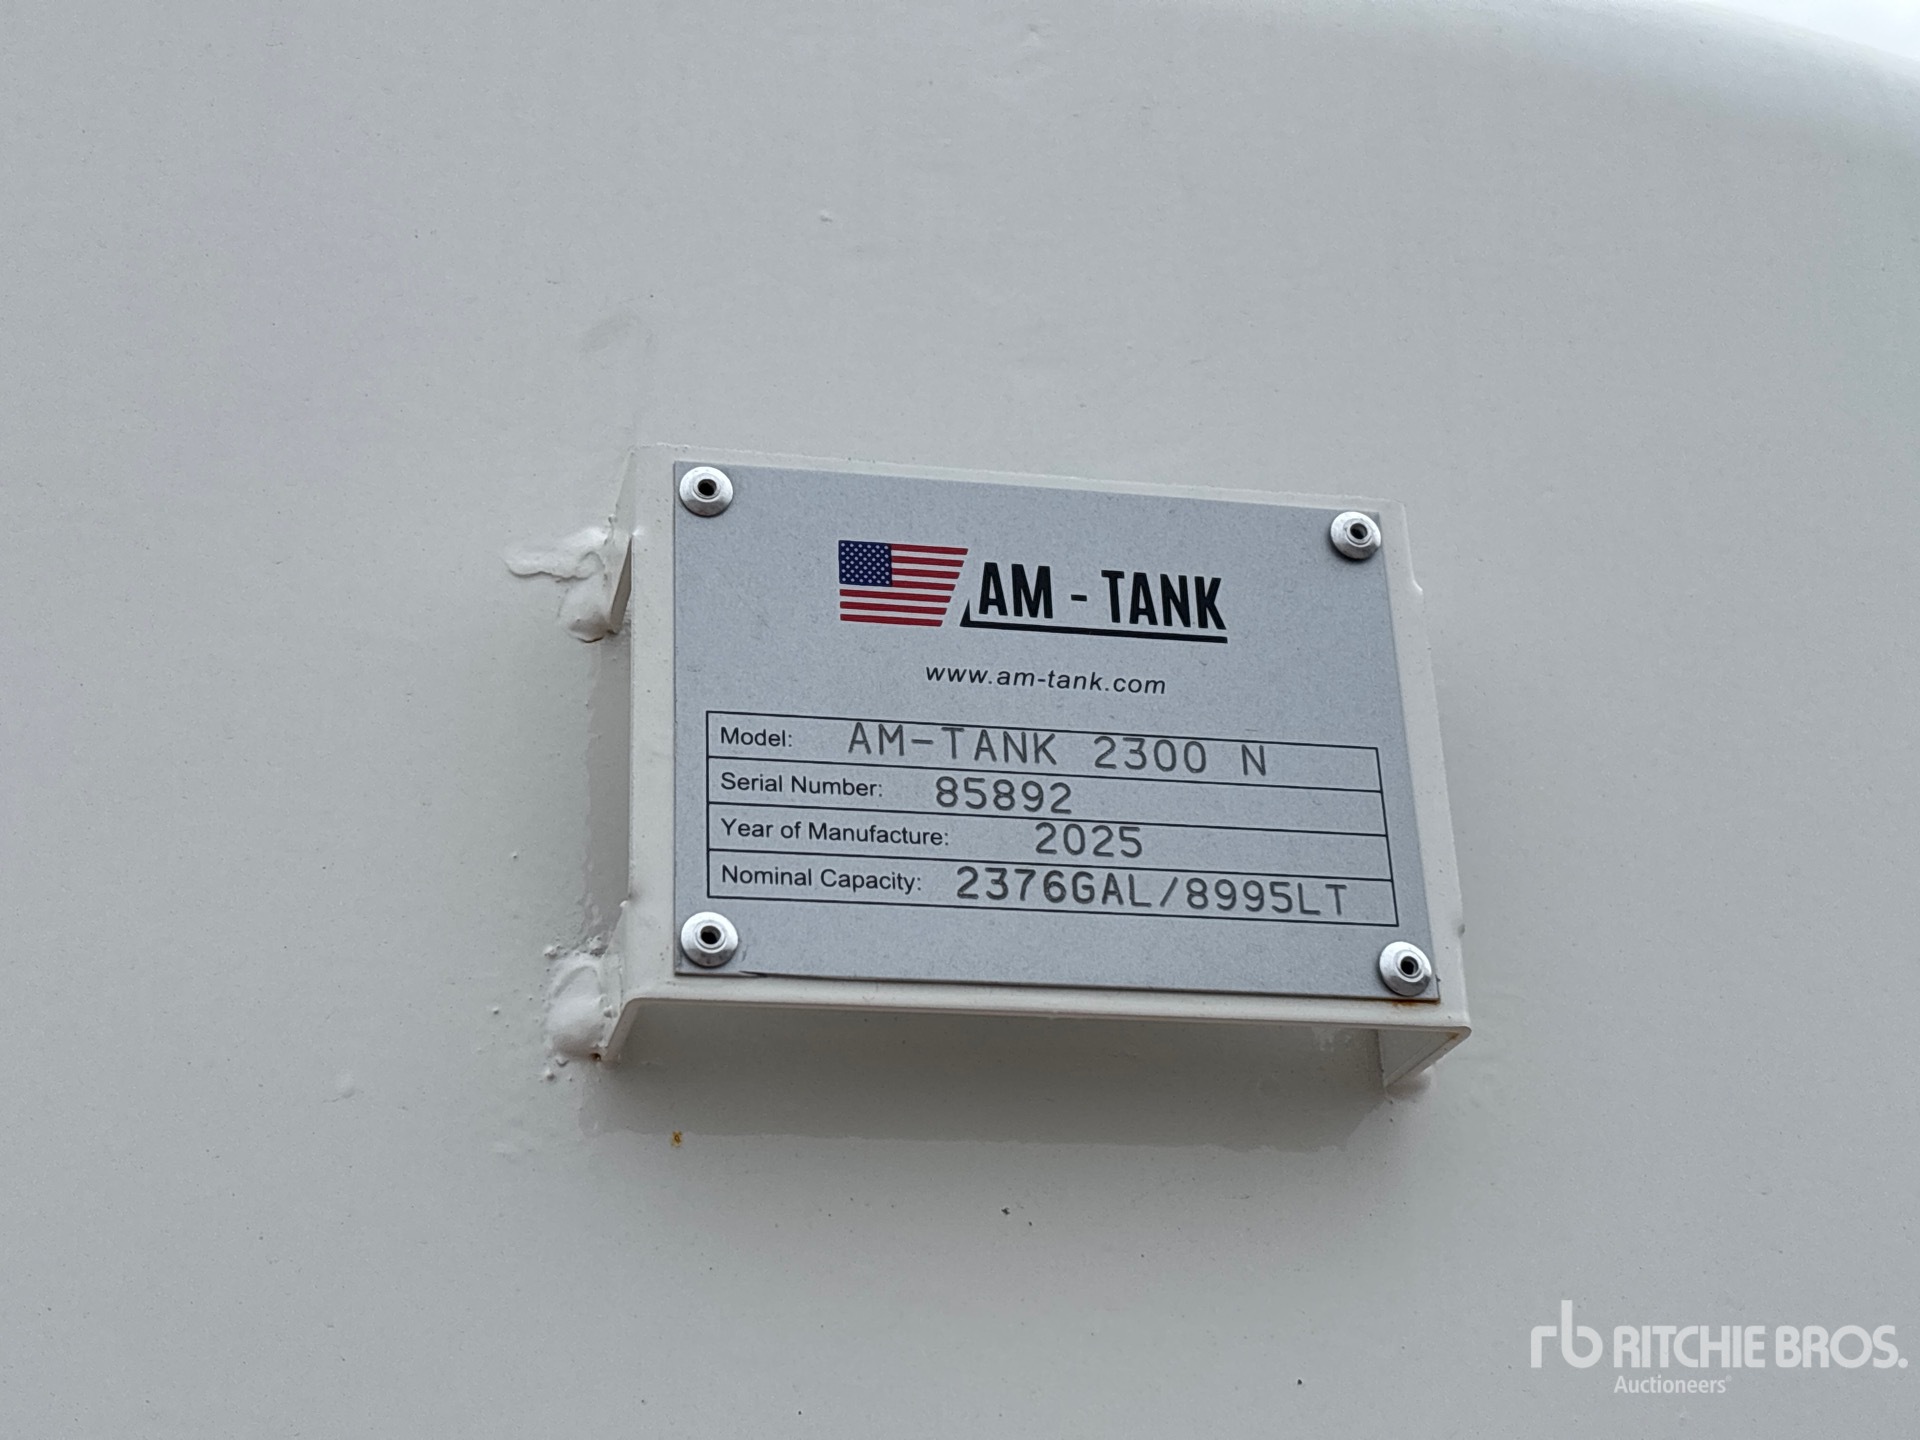 AM - TANK
www.am-tank.com
Model: AM-TANK 2300 N
Serial Number: 85892
Year of Manufacture: 2025
Nominal Capacity: 2376GAL/8995LT
rb RITCHIE BROS.
Auctioneers